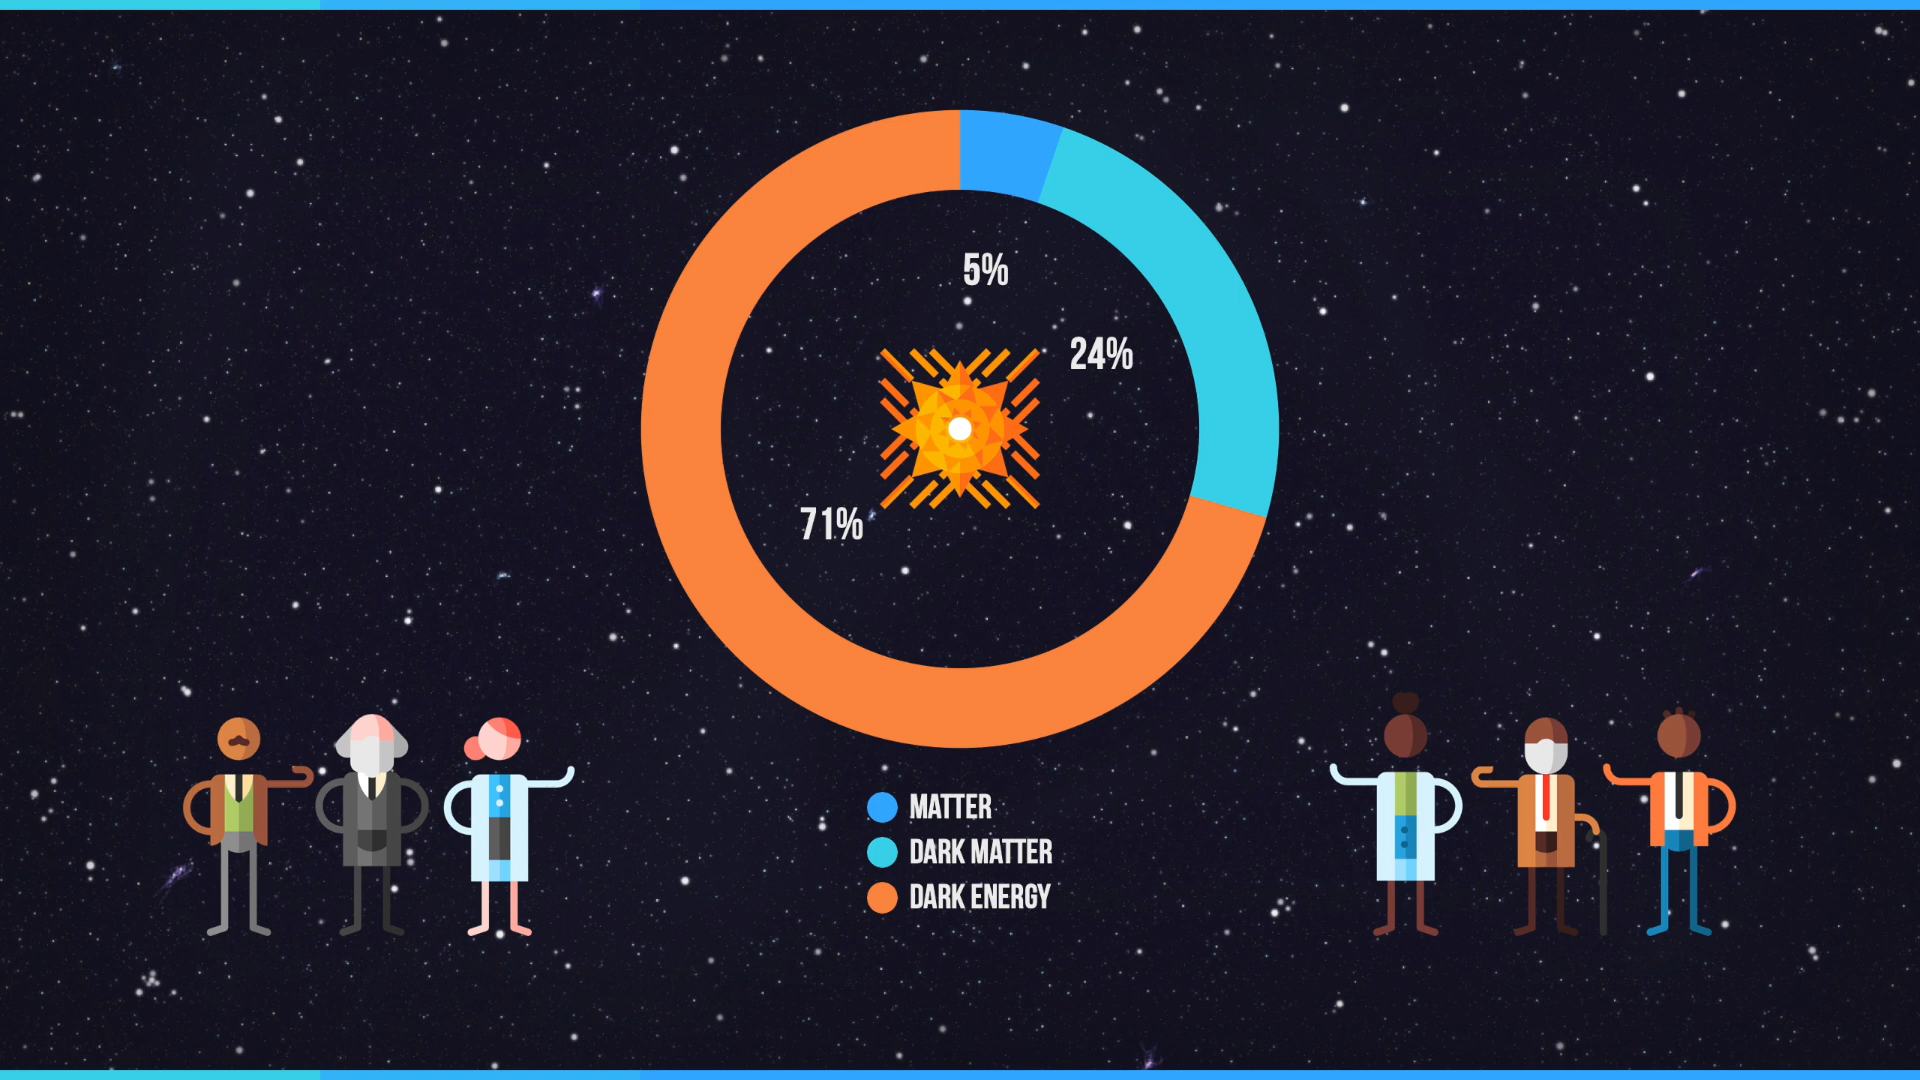 5%
24%
71%
MATTER
DARK MATTER
DARK ENERGY